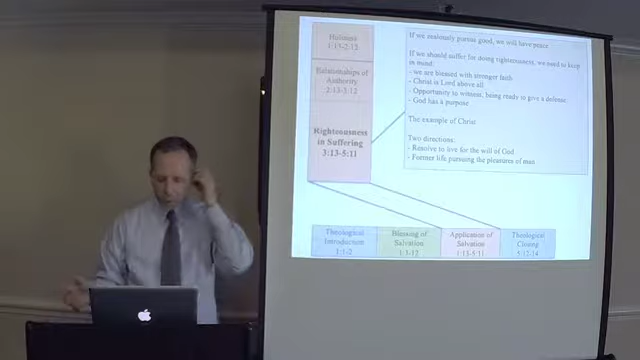 Holiness
1:13-2:12
Relationships of
Authority
2:13-3:12
Righteousness
in Suffering
3:13-5:11
If we zealously pursue good, we will have peace
If we should suffer for doing righteousness, we need to keep
in mind:
- we are blessed with stronger faith
- Christ is Lord above all
- Opportunity to witness, being ready to give a defense
- God has a purpose
The example of Christ
Two directions:
- Resolve to live for the will of God
- Former life pursuing the pleasures of man
Theological
Introduction
1:1-2
Blessing of
Salvation
1:3-12
Application of
Salvation
1:13-5:11
Theological
Closing
5:12-14